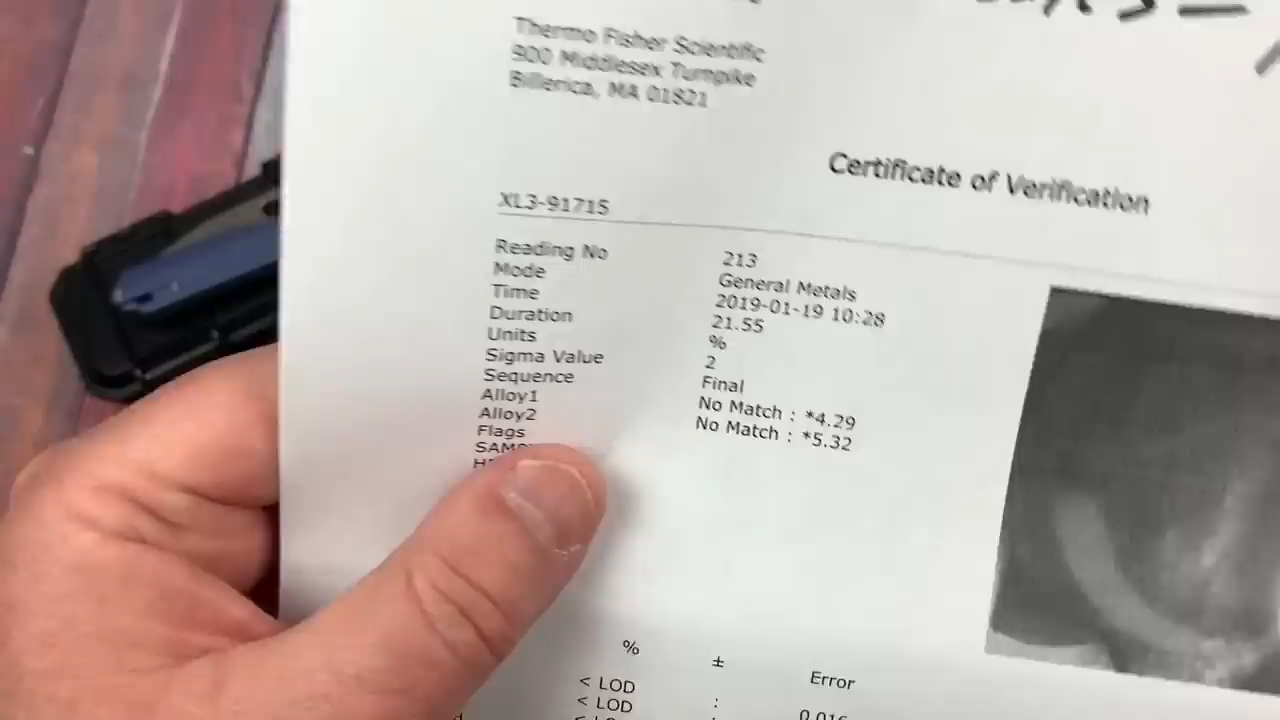 Thermo Fisher Scientific
900 Middlesex Turnpike
Billerica, MA 01821
Certificate of Verification
XL3-91715
Reading No 213
Mode General Metals
Time 2019-01-19 10:28
Duration 21.55
Units %
Sigma Value 2
Sequence Final
Alloy1 No Match : *4.29
Alloy2 No Match : *5.32
Flags
% ± Error
< LOD : 0.016
< LOD